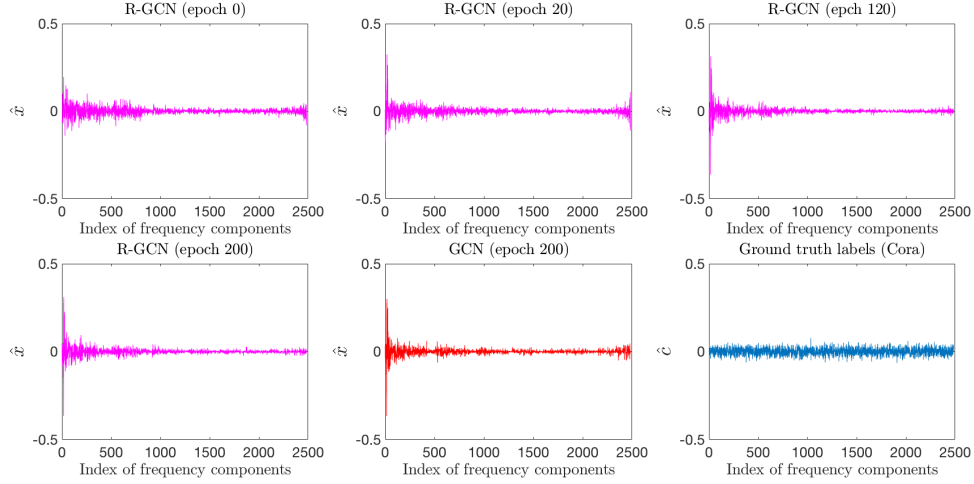 R-GCN (epoch 0)
R-GCN (epoch 20)
R-GCN (epch 120)
0.5
0
-0.5
x̂
0 500 1000 1500 2000 2500
Index of frequency components
0.5
0
-0.5
x̂
0 500 1000 1500 2000 2500
Index of frequency components
0.5
0
-0.5
x̂
0 500 1000 1500 2000 2500
Index of frequency components
R-GCN (epoch 200)
GCN (epoch 200)
Ground truth labels (Cora)
0.5
0
-0.5
x̂
0 500 1000 1500 2000 2500
Index of frequency components
0.5
0
-0.5
x̂
0 500 1000 1500 2000 2500
Index of frequency components
0.5
0
-0.5
ĉ
0 500 1000 1500 2000 2500
Index of frequency components